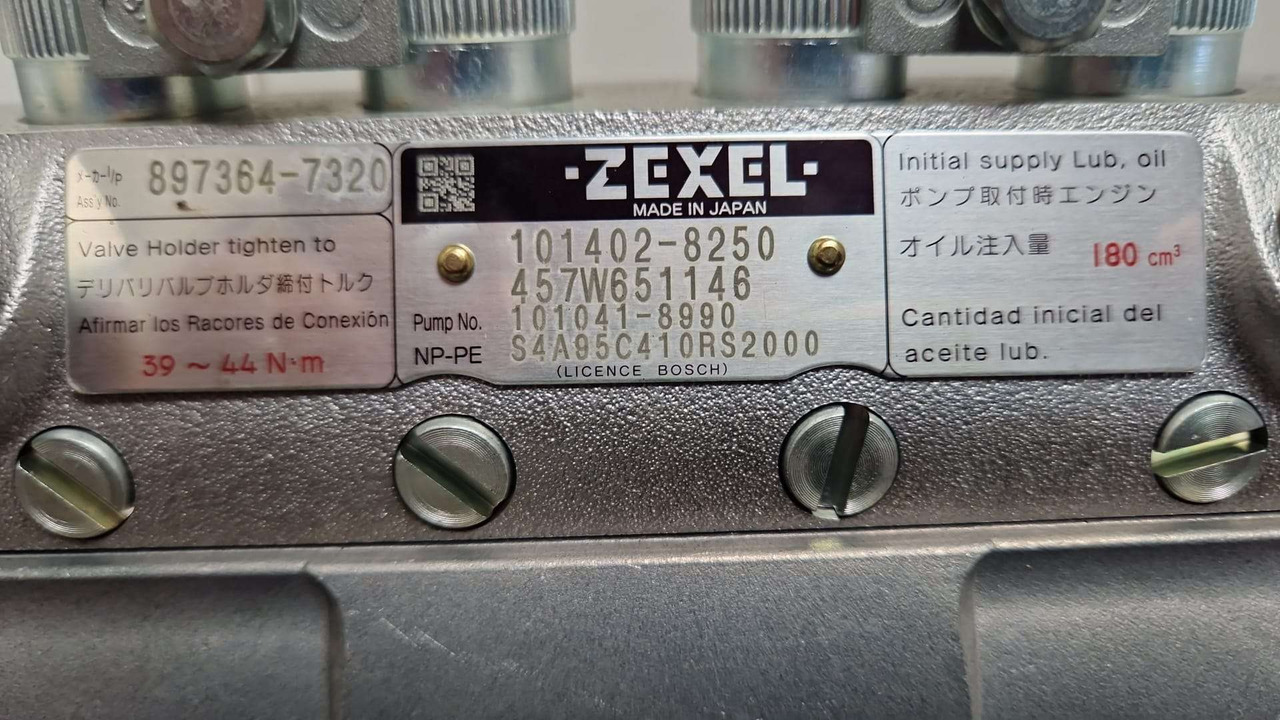 メーカーI/P
Ass'y No. 897364-7320
Valve Holder tighten to
デリバリバルブホルダ締付トルク
Afirmar los Racores de Conexión
39 ~ 44 N·m
·ZEXEL·
MADE IN JAPAN
101402-8250
457W651146
Pump No. 101041-8990
NP-PE S4A95C410RS2000
(LICENCE BOSCH)
Initial supply Lub, oil
ポンプ取付時エンジン
オイル注入量 180 cm³
Cantidad inicial del
aceite lub.